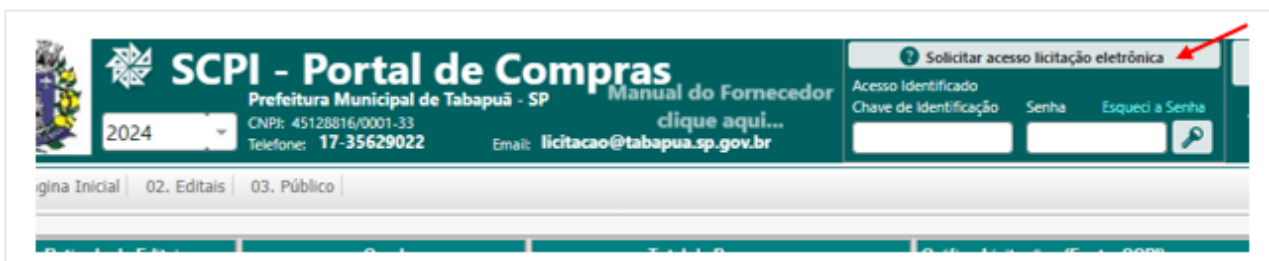 SCPI - Portal de Compras
Prefeitura Municipal de Tabapuã - SP
Manual do Fornecedor
clique aqui...
2024
CNPJ: 45128816/0001-33
Telefone: 17-35629022
Email: licitacao@tabapua.sp.gov.br
Solicitar acesso licitação eletrônica
Acesso Identificado
Chave de Identificação Senha Esqueci a Senha
Inicial 02. Editais 03. Público